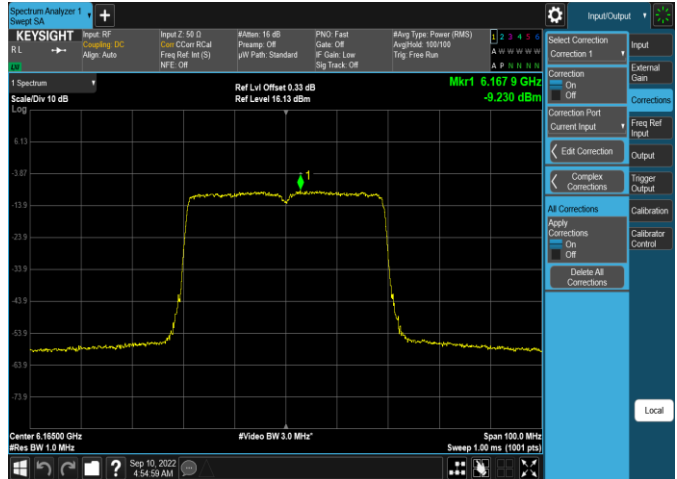 Spectrum Analyzer 1
Swept SA
Input/Output
KEYSIGHT
RL
Input: RF
Coupling: DC
Align: Auto
Input Z: 50 Ω
Corr CCorr RCal
Freq Ref: Int (S)
NFE: Off
#Atten: 16 dB
Preamp: Off
µW Path: Standard
PNO: Fast
Gate: Off
IF Gain: Low
Sig Track: Off
#Avg Type: Power (RMS)
Avg|Hold: 100/100
Trig: Free Run
1 2 3 4 5 6
A W W W W W
A P N N N N
1 Spectrum
Scale/Div 10 dB
Log
Ref Lvl Offset 0.33 dB
Ref Level 16.13 dBm
Mkr1 6.167 9 GHz
-9.230 dBm
6.13
-3.87
-13.9
-23.9
-33.9
-43.9
-53.9
-63.9
-73.9
1
Center 6.16500 GHz
#Res BW 1.0 MHz
#Video BW 3.0 MHz*
Span 100.0 MHz
Sweep 1.00 ms (1001 pts)
Select Correction
Correction 1
Correction
On
Off
Correction Port
Current Input
Edit Correction
Complex
Corrections
All Corrections
Apply
Corrections
On
Off
Delete All
Corrections
Input
External
Gain
Corrections
Freq Ref
Input
Output
Trigger
Output
Calibration
Calibrator
Control
Local
Sep 10, 2022
4:54:59 AM